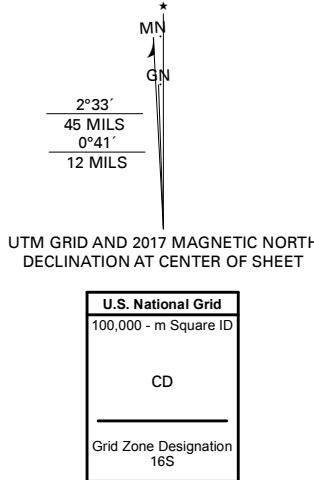 MN
GN
2°33´
45 MILS
0°41´
12 MILS
UTM GRID AND 2017 MAGNETIC NORTH
DECLINATION AT CENTER OF SHEET
U.S. National Grid
100,000 - m Square ID
CD
Grid Zone Designation
16S